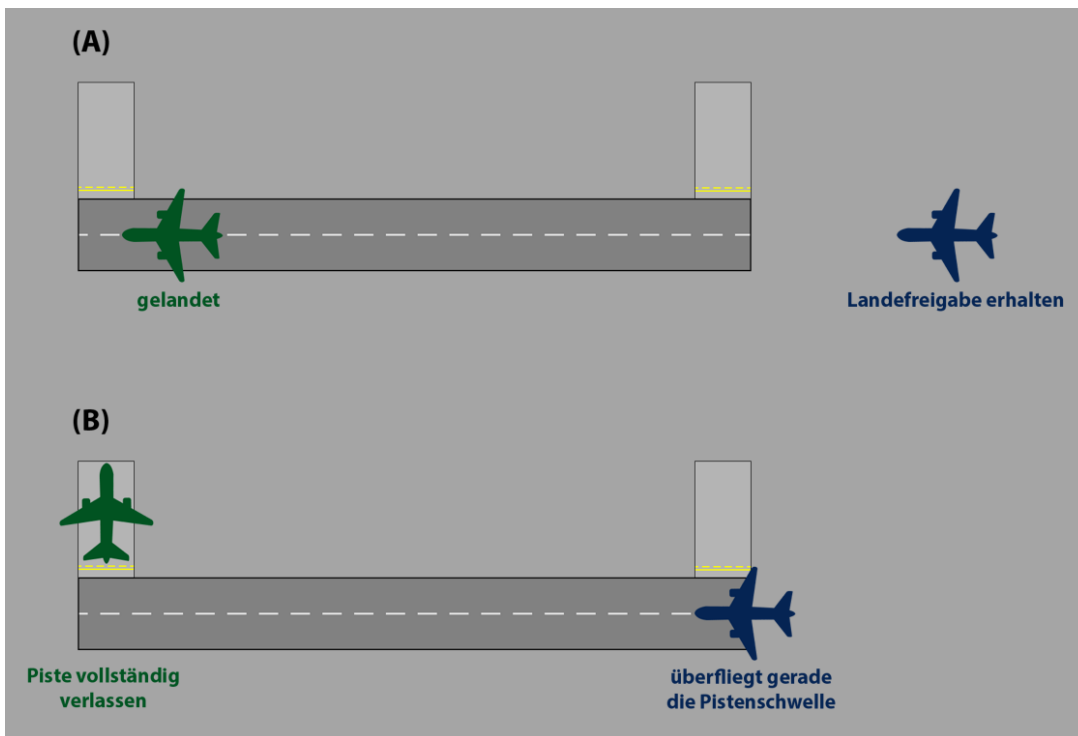 (A)
gelandet
Landefreigabe erhalten
(B)
Piste vollständig
verlassen
überfliegt gerade
die Pistenschwelle